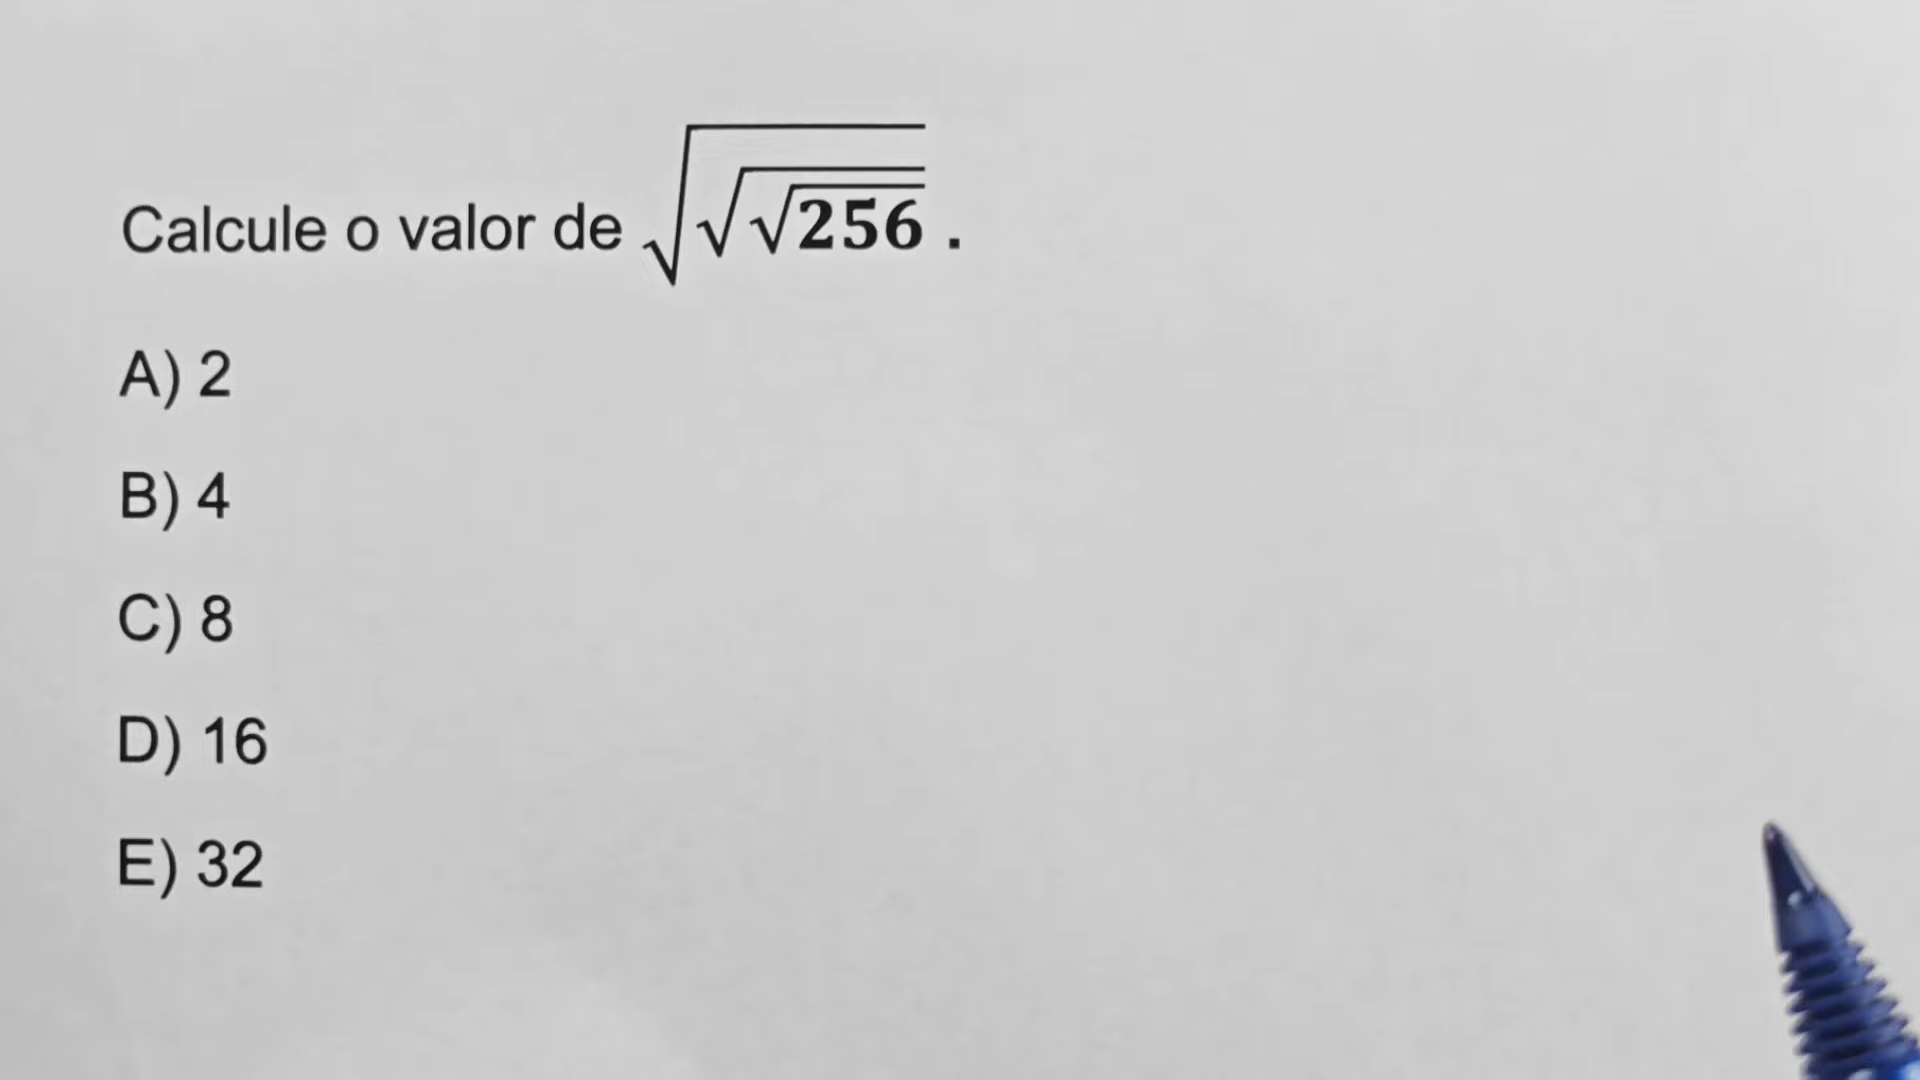 Calcule o valor de √√√256 .
A) 2
B) 4
C) 8
D) 16
E) 32